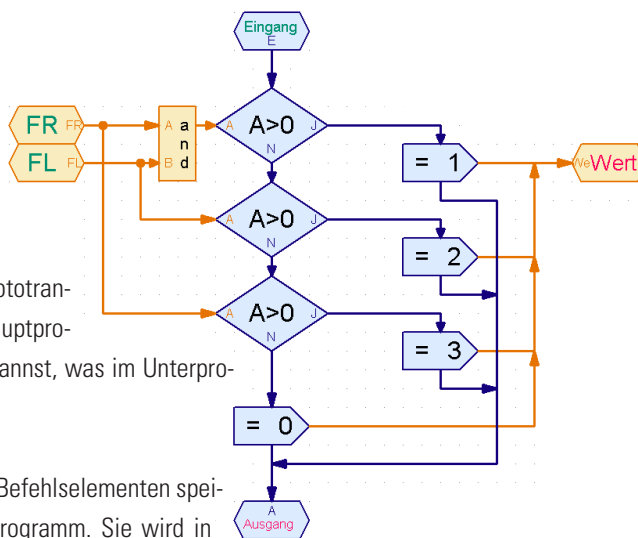 Eingang
E
FR FR
A a
n
B d
A A>0 J
N
FL FL
= 1
We Wert
A A>0 J
N
= 2
ototran-
auptpro-
annst, was im Unterpro-
A A>0 J
N
= 3
= 0
Befehlselementen spei-
rogramm. Sie wird in
A
Ausgang